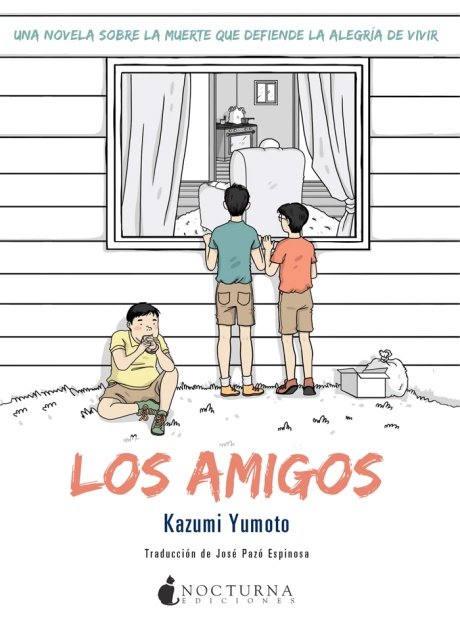 UNA NOVELA SOBRE LA MUERTE QUE DEFIENDE LA ALEGRÍA DE VIVIR
LOS AMIGOS
Kazumi Yumoto
Traducción de José Pazó Espinosa
NOCTURNA
EDICIONES